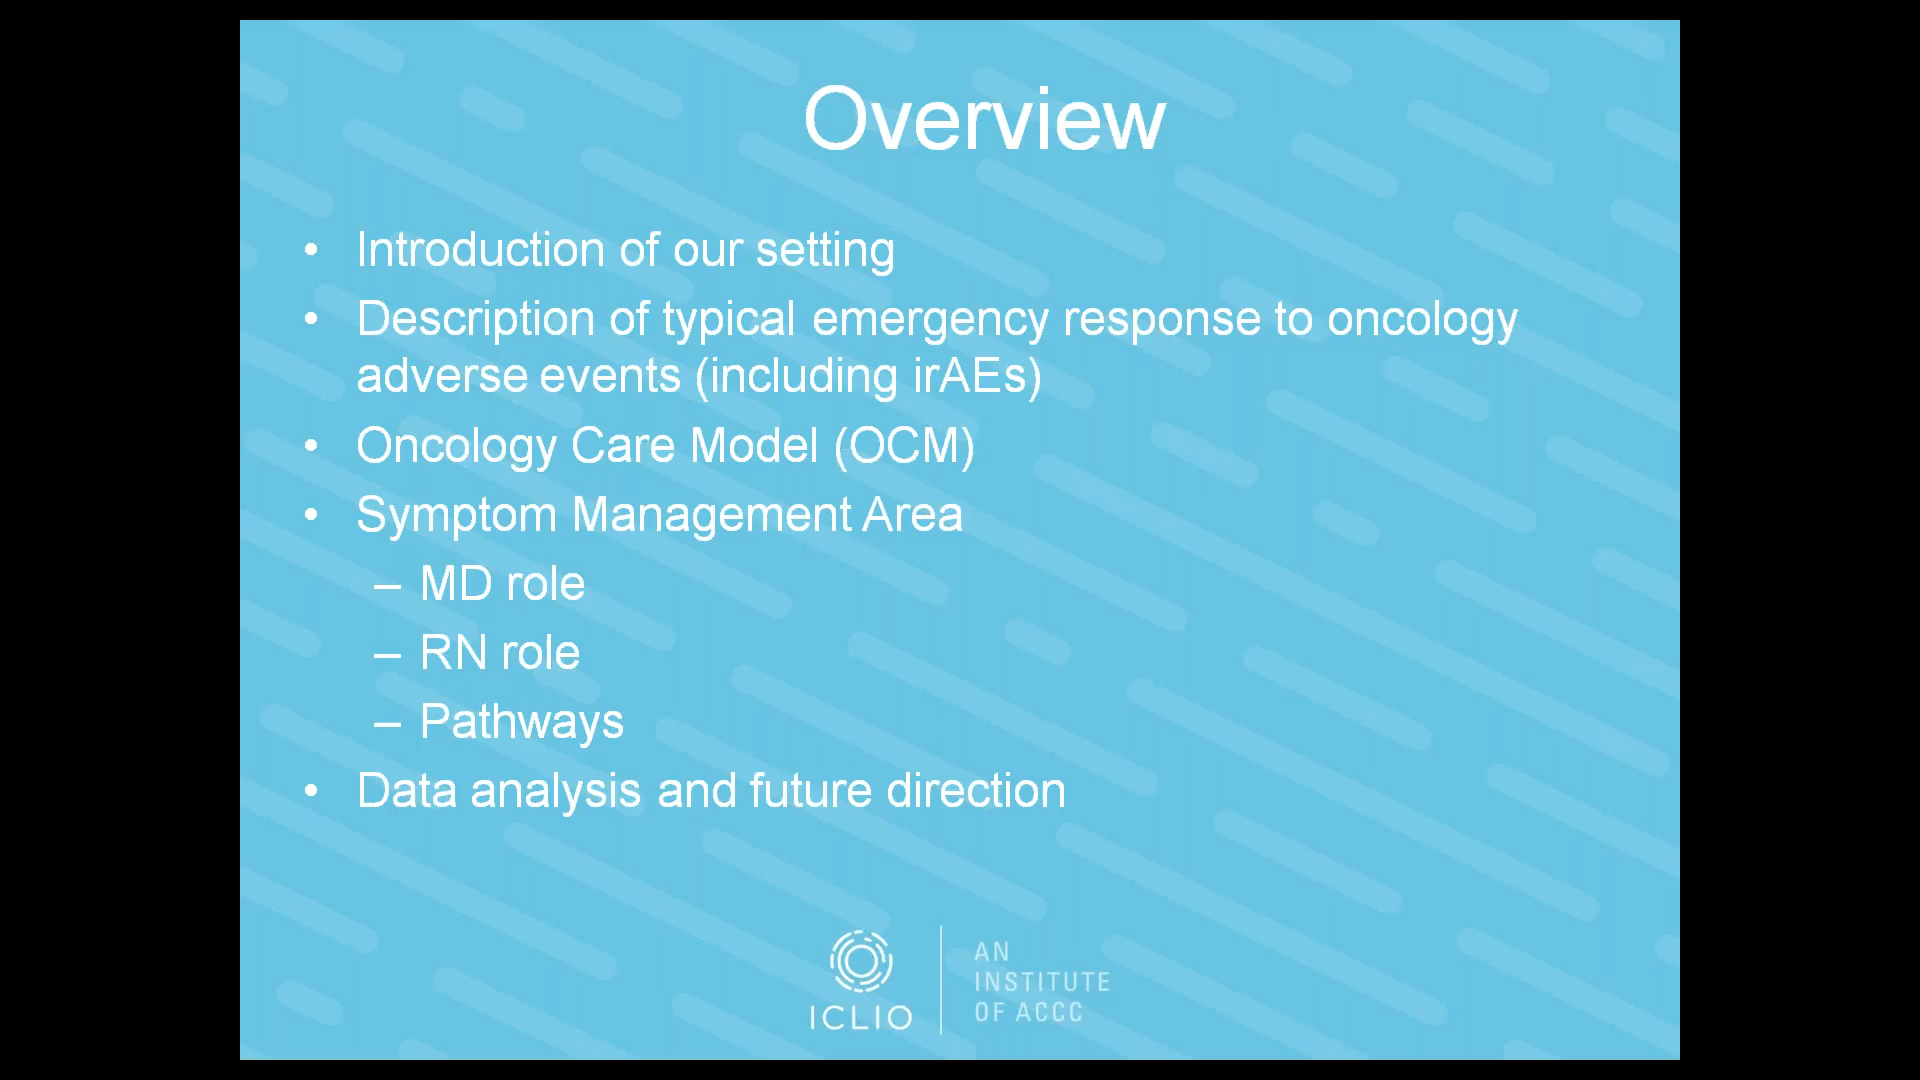 Overview
• Introduction of our setting
• Description of typical emergency response to oncology
adverse events (including irAEs)
• Oncology Care Model (OCM)
• Symptom Management Area
– MD role
– RN role
– Pathways
• Data analysis and future direction
ICLIO
AN
INSTITUTE
OF ACCC